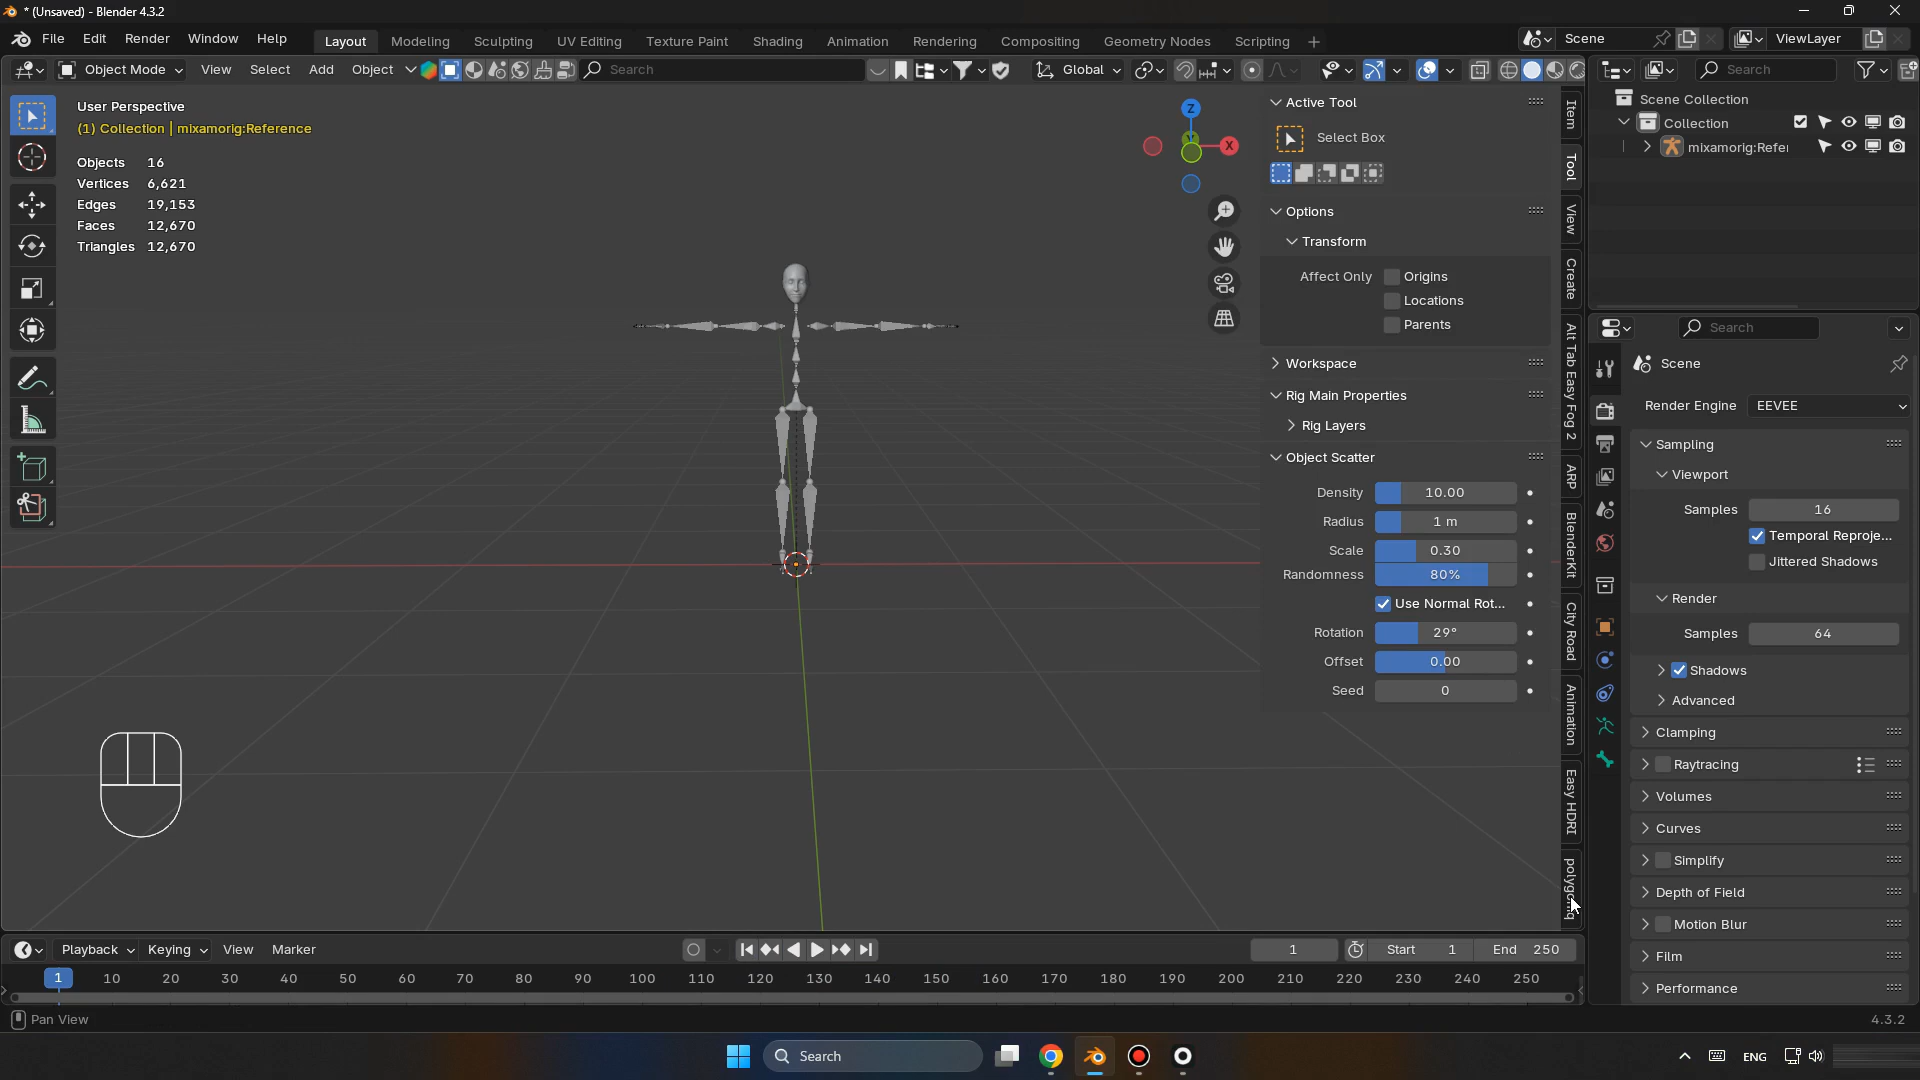 * (Unsaved) - Blender 4.3.2
File Edit Render Window Help
Layout Modeling Sculpting UV Editing Texture Paint Shading Animation Rendering Compositing Geometry Nodes Scripting +
Scene
ViewLayer
Object Mode View Select Add Object
Search
Global
Search
User Perspective
(1) Collection | mixamorig:Reference
Objects 16
Vertices 6,621
Edges 19,153
Faces 12,670
Triangles 12,670
Z
Y
X
Active Tool
Select Box
Options
Transform
Affect Only Origins
Locations
Parents
Workspace
Rig Main Properties
Rig Layers
Object Scatter
Density 10.00
Radius 1 m
Scale 0.30
Randomness 80%
Use Normal Rot...
Rotation 29°
Offset 0.00
Seed 0
Item
Tool
View
Create
Alt Tab Easy Fog 2
ARP
BlenderKit
City Road
Animation
Easy HDRI
Scene Collection
Collection
mixamorig:Refer
Search
Scene
Render Engine EEVEE
Sampling
Viewport
Samples 16
Temporal Reproje...
Jittered Shadows
Render
Samples 64
Shadows
Advanced
Clamping
Raytracing
Volumes
Curves
Simplify
Depth of Field
Motion Blur
Film
Performance
Playback Keying View Marker
1
Start 1
End 250
1 10 20 30 40 50 60 70 80 90 100 110 120 130 140 150 160 170 180 190 200 210 220 230 240 250
Pan View
4.3.2
Search
ENG